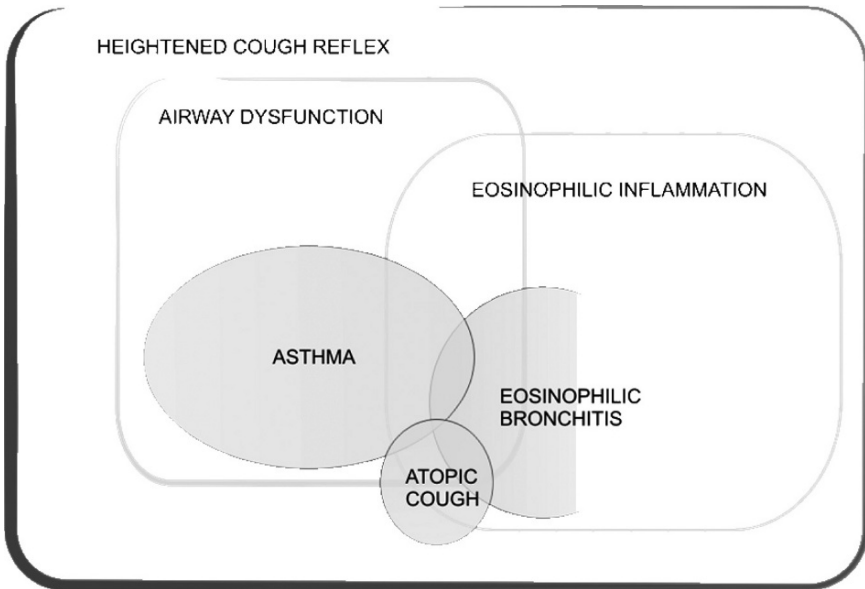 HEIGHTENED COUGH REFLEX
AIRWAY DYSFUNCTION
EOSINOPHILIC INFLAMMATION
ASTHMA
EOSINOPHILIC
BRONCHITIS
ATOPIC
COUGH